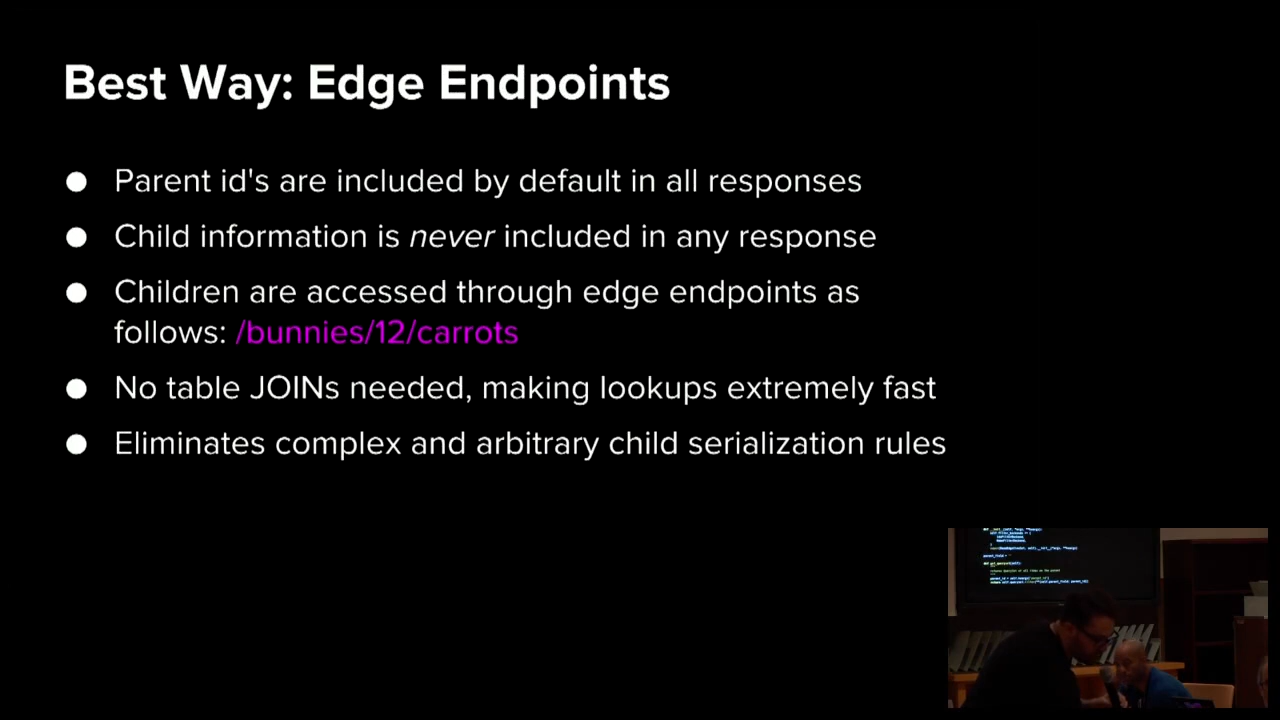 Best Way: Edge Endpoints
● Parent id's are included by default in all responses
● Child information is never included in any response
● Children are accessed through edge endpoints as
follows: /bunnies/12/carrots
● No table JOINs needed, making lookups extremely fast
● Eliminates complex and arbitrary child serialization rules